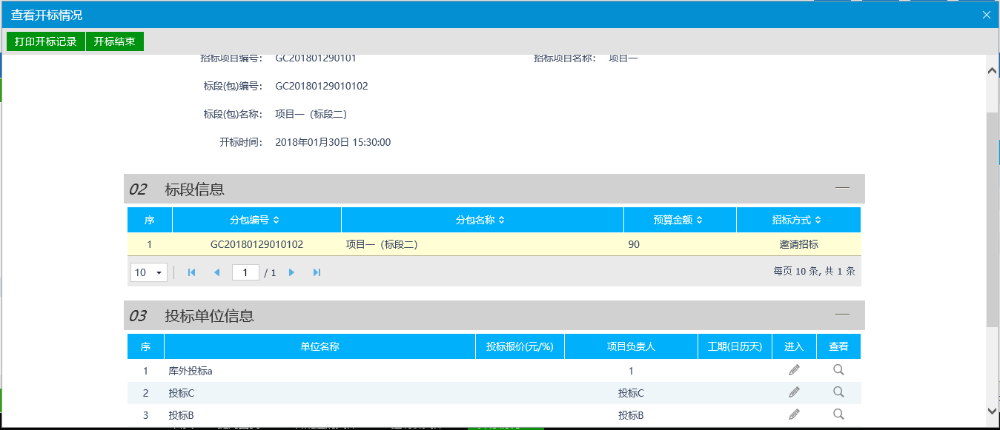 查看开标情况
打印开标记录 开标结束
招标项目编号： GC201801290101 招标项目名称： 项目一
标段(包)编号： GC20180129010102
标段(包)名称： 项目一（标段二）
开标时间： 2018年01月30日 15:30:00
02 标段信息
序 分包编号 分包名称 预算金额 招标方式
1 GC20180129010102 项目一（标段二） 90 邀请招标
10 1 / 1 每页 10 条, 共 1 条
03 投标单位信息
序 单位名称 投标报价(元/%) 项目负责人 工期(日历天) 进入 查看
1 库外投标a 1
2 投标C 投标C
3 投标B 投标B